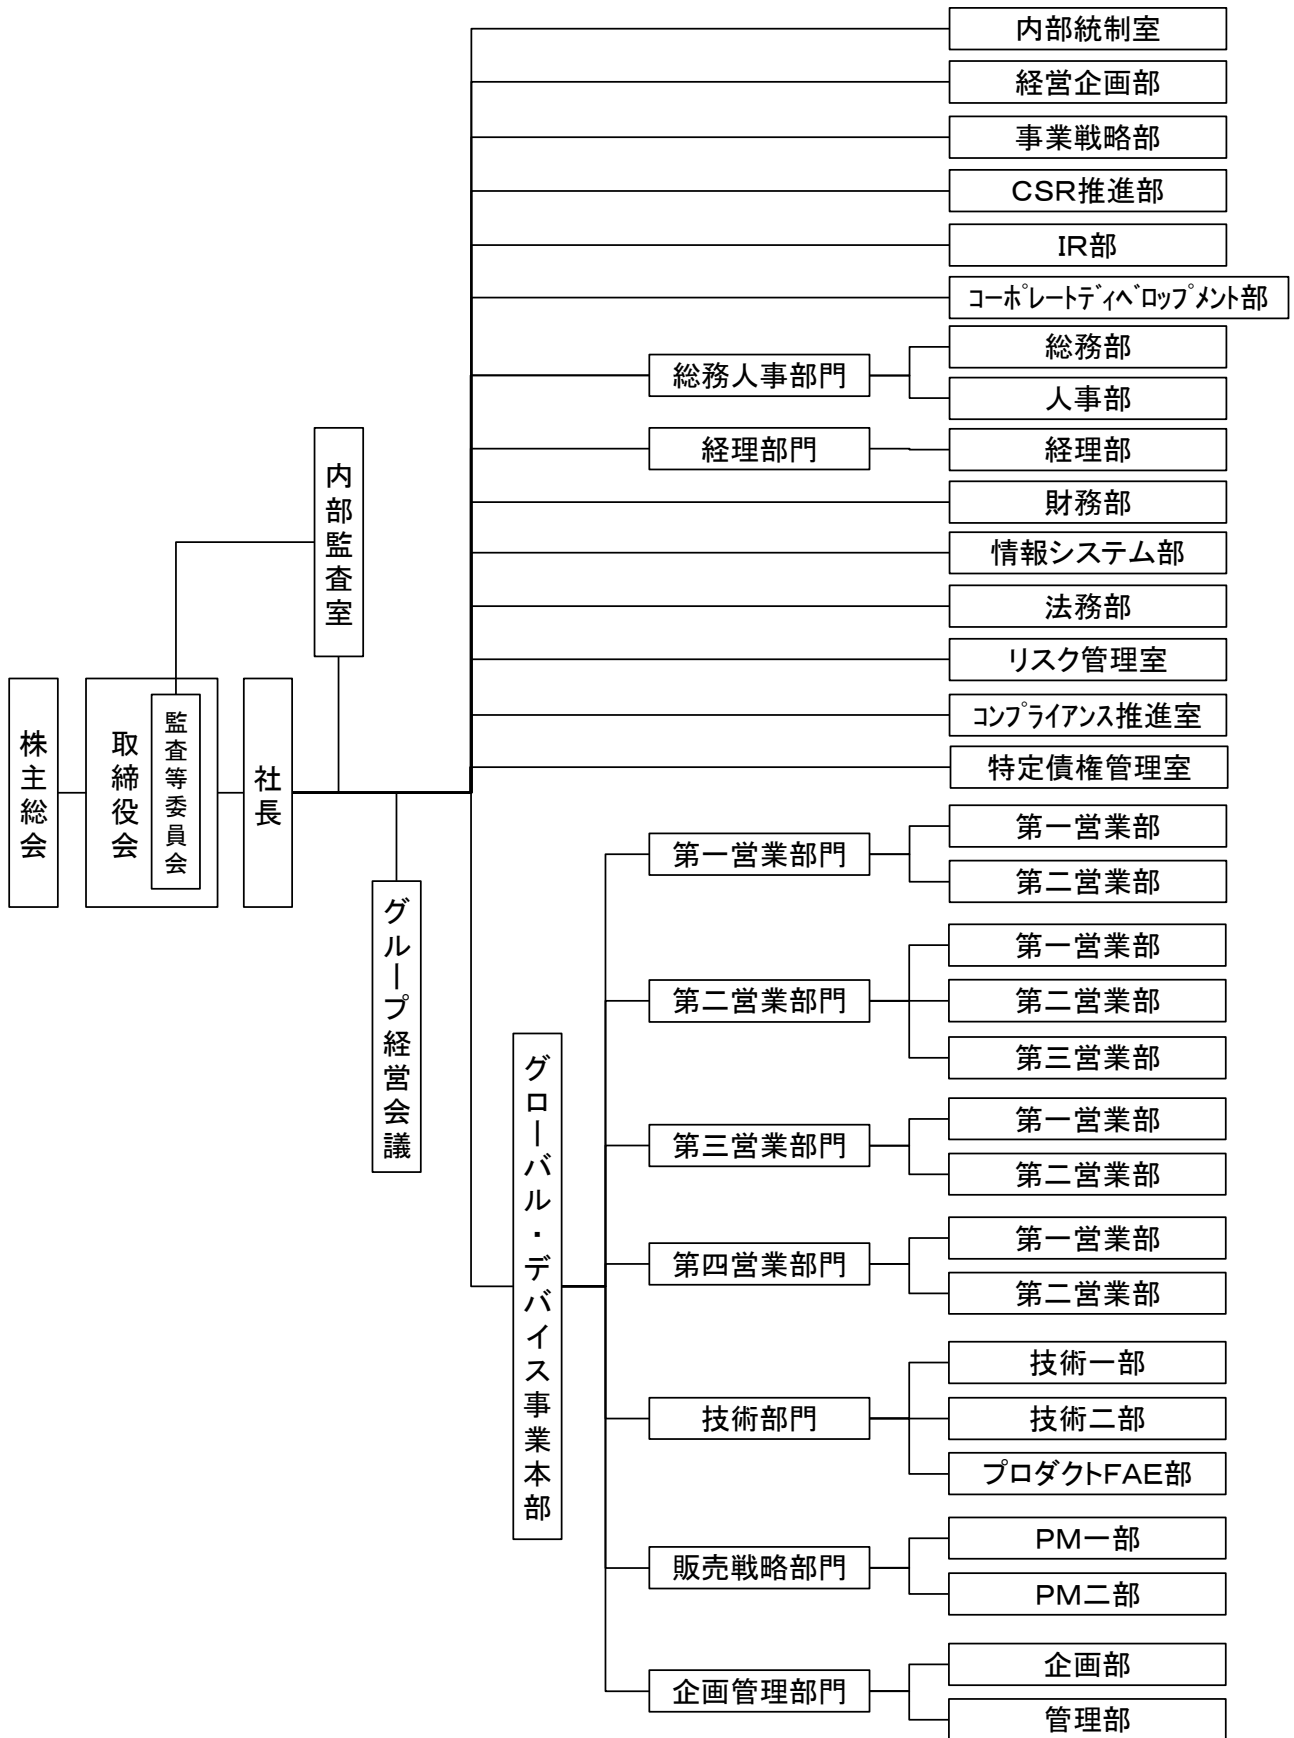 内部統制室
経営企画部
事業戦略部
CSR推進部
IR部
コーポレートディベロップメント部
総務人事部門
総務部
人事部
経理部門
経理部
財務部
情報システム部
法務部
リスク管理室
コンプライアンス推進室
特定債権管理室
内部監査室
株主総会
取締役会
監査等委員会
社長
グループ経営会議
グローバル・デバイス事業本部
第一営業部門
第一営業部
第二営業部
第二営業部門
第一営業部
第二営業部
第三営業部
第三営業部門
第一営業部
第二営業部
第四営業部門
第一営業部
第二営業部
技術部門
技術一部
技術二部
プロダクトFAE部
販売戦略部門
PM一部
PM二部
企画管理部門
企画部
管理部